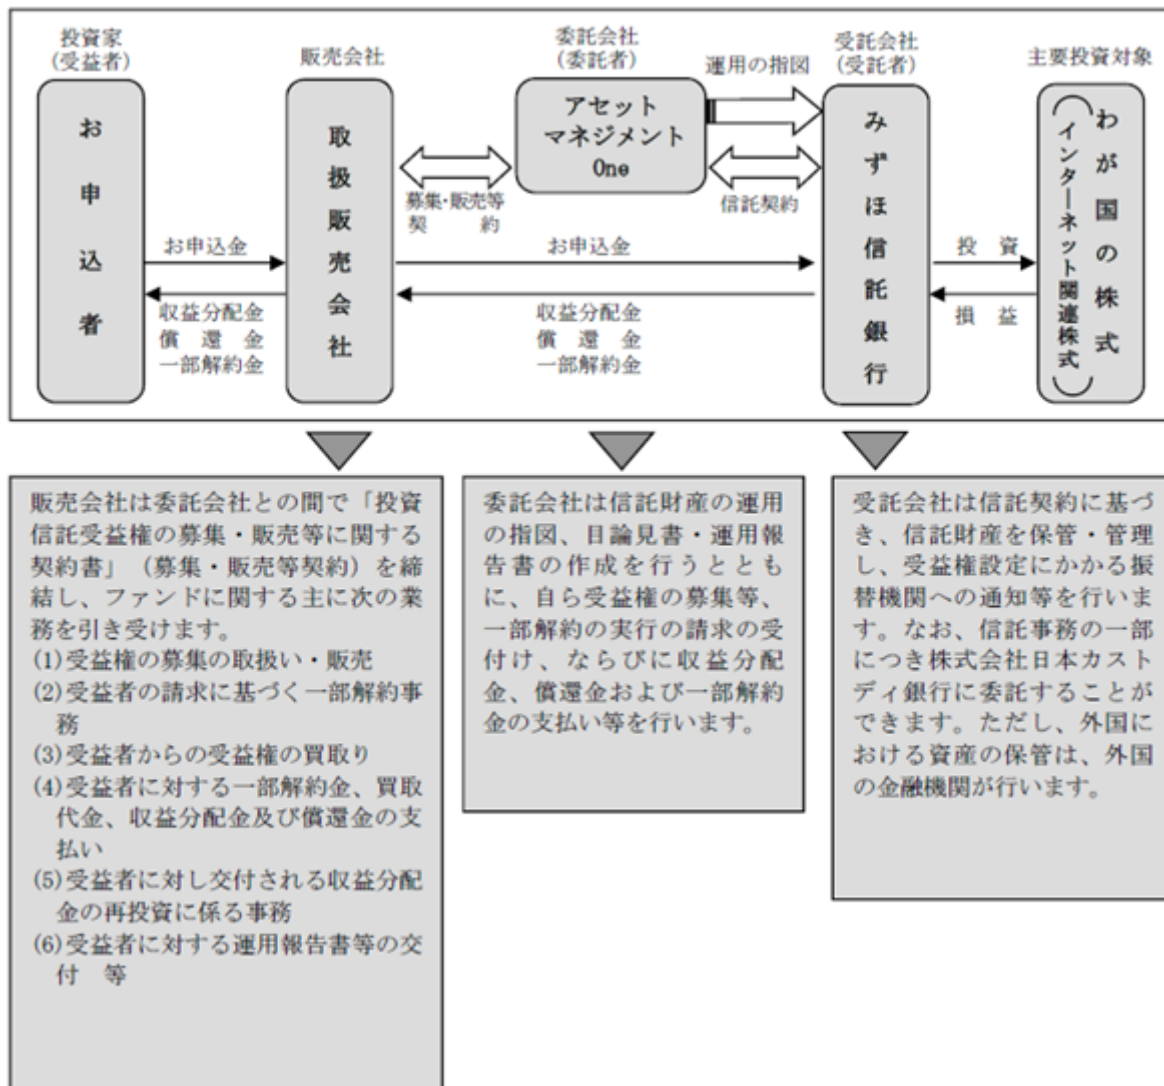 投資家
(受益者)
販売会社
委託会社
(委託者)
運用の指図
受託会社
(受託者)
主要投資対象
お申込者
取扱販売会社
アセット
マネジメント
One
みずほ信託銀行
わが国の株式
(インターネット関連株式)
募集・販売等
契　　約
信託契約
お申込金
お申込金
投　資
収益分配金
償　還　金
一部解約金
収益分配金
償　還　金
一部解約金
損　益
販売会社は委託会社との間で「投資
信託受益権の募集・販売等に関する
契約書」（募集・販売等契約）を締
結し、ファンドに関する主に次の業
務を引き受けます。
(1)受益権の募集の取扱い・販売
(2)受益者の請求に基づく一部解約事
務
(3)受益者からの受益権の買取り
(4)受益者に対する一部解約金、買取
代金、収益分配金及び償還金の支
払い
(5)受益者に対し交付される収益分配
金の再投資に係る事務
(6)受益者に対する運用報告書等の交
付　等
委託会社は信託財産の運用
の指図、目論見書・運用報
告書の作成を行うととも
に、自ら受益権の募集等、
一部解約の実行の請求の受
付け、ならびに収益分配
金、償還金および一部解約
金の支払い等を行います。
受託会社は信託契約に基づ
き、信託財産を保管・管理
し、受益権設定にかかる振
替機関への通知等を行いま
す。なお、信託事務の一部
につき株式会社日本カスト
ディ銀行に委託することが
できます。ただし、外国に
おける資産の保管は、外国
の金融機関が行います。